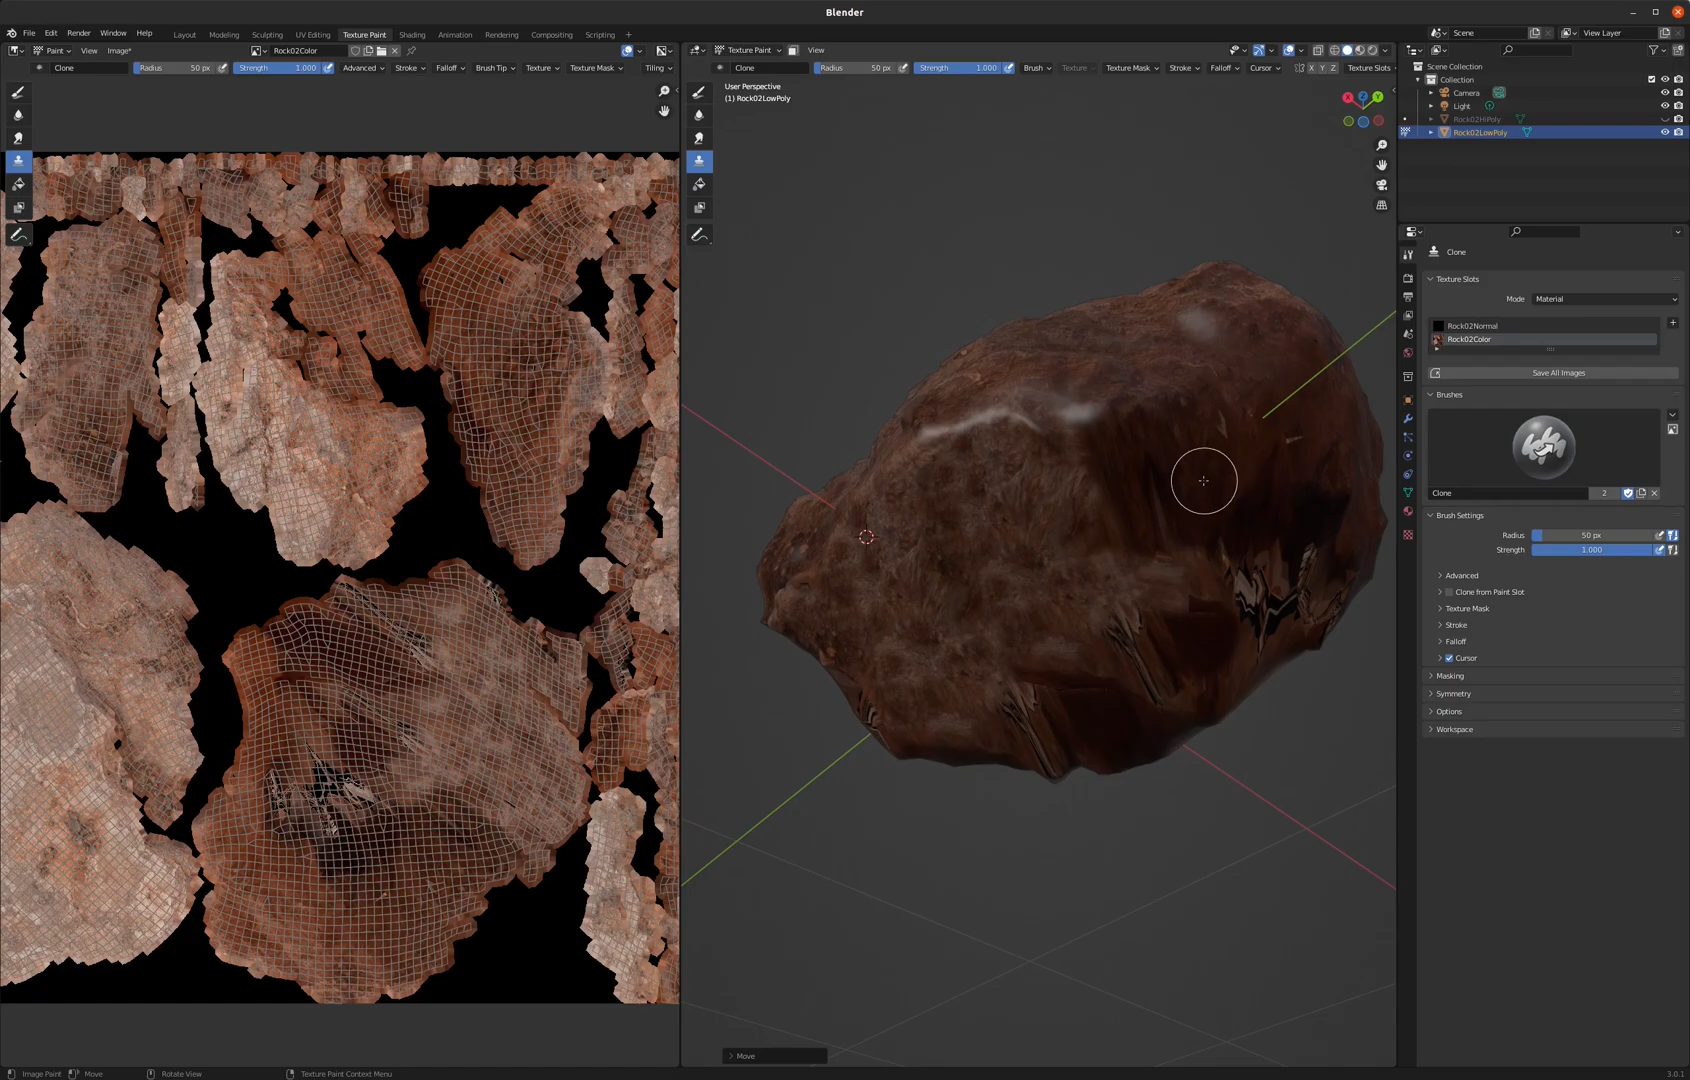 Blender
File Edit Render Window Help Layout Modeling Sculpting UV Editing Texture Paint Shading Animation Rendering Compositing Scripting + Scene View Layer
Paint View Image* Rock02Color Texture Paint View
Clone Radius 50 px Strength 1.000 Advanced Stroke Falloff Brush Tip Texture Texture Mask Tiling
Clone Radius 50 px Strength 1.000 Brush Texture Texture Mask Stroke Falloff Cursor X Y Z Texture Slots
User Perspective
(1) Rock02LowPoly
X Z Y
Scene Collection
Collection
Camera
Light
Rock02HiPoly
Rock02LowPoly
Clone
Texture Slots
Mode Material
Rock02Normal
Rock02Color
Save All Images
Brushes
Clone 2
Brush Settings
Radius 50 px
Strength 1.000
Advanced
Clone from Paint Slot
Texture Mask
Stroke
Falloff
Cursor
Masking
Symmetry
Options
Workspace
Move
Image Paint Move Rotate View Texture Paint Context Menu 3.0.1